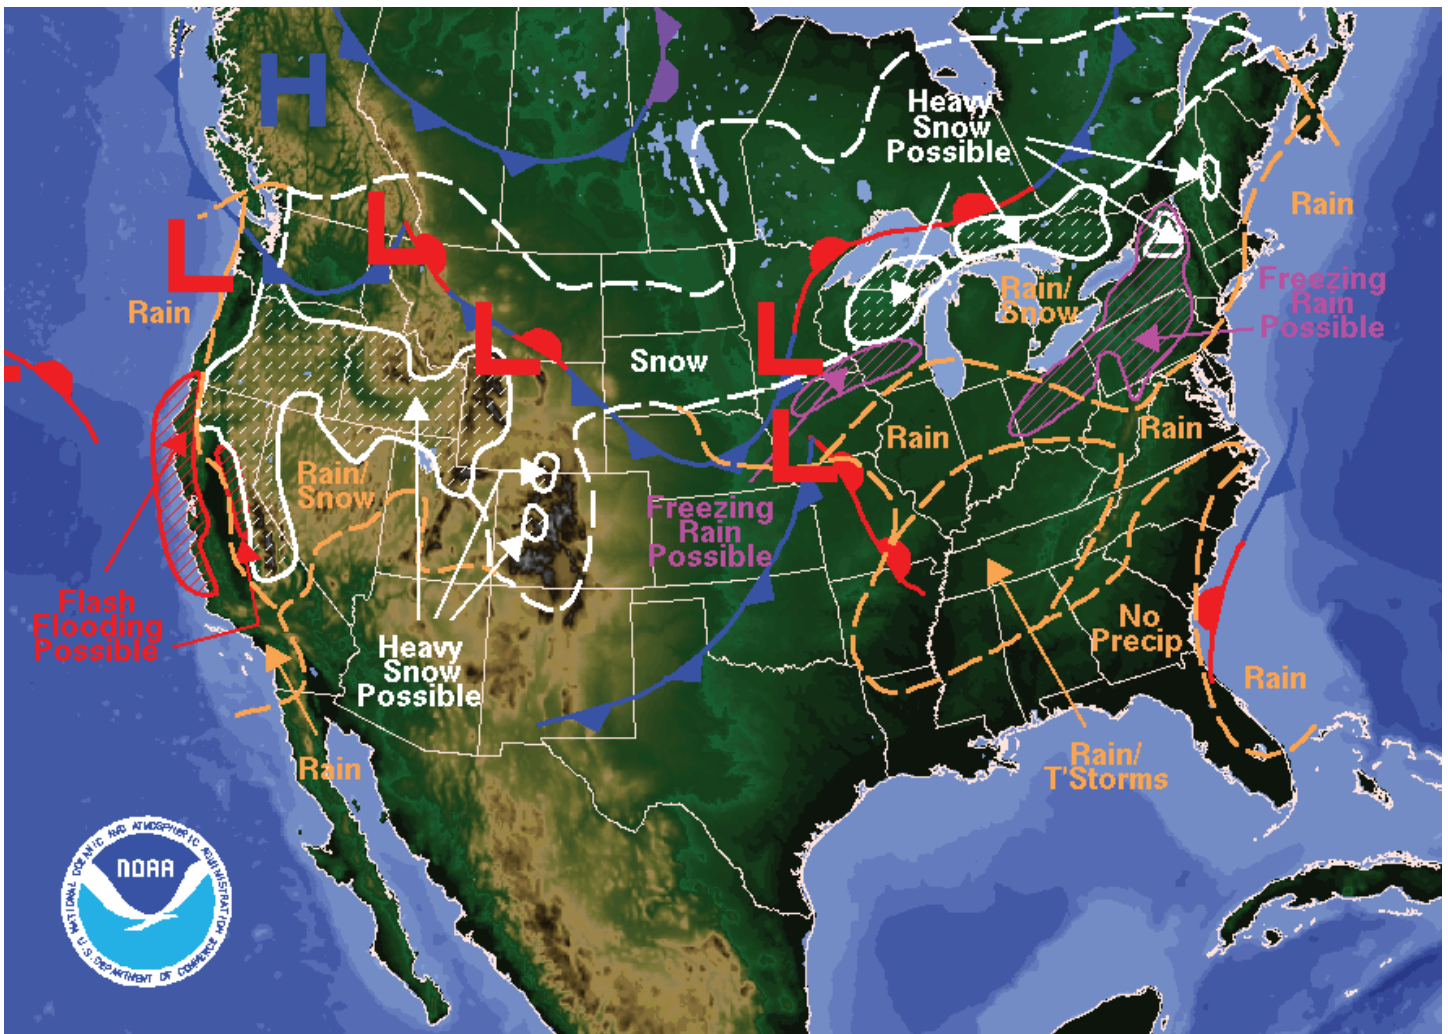 H
Heavy
Snow
Possible
Rain
L
L
Rain
Freezing
Rain
Possible
Rain/
Snow
L
L
Snow
L
Rain
Rain
Rain/
Snow
Freezing
Rain
Possible
Flash
Flooding
Possible
No
Precip
Heavy
Snow
Possible
Rain
Rain/
T'Storms
Rain
NATIONAL OCEANIC AND ATMOSPHERIC ADMINISTRATION
NOAA
U.S. DEPARTMENT OF COMMERCE